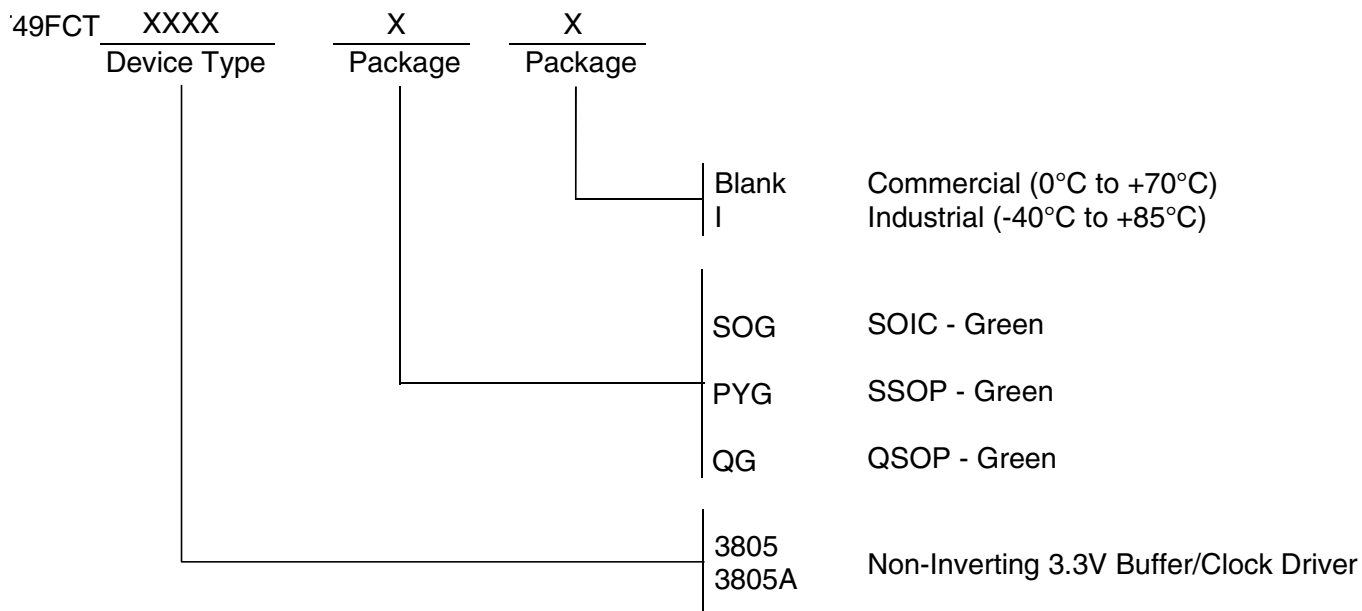 49FCT XXXX X X
Device Type Package Package
Blank Commercial (0°C to +70°C)
I Industrial (-40°C to +85°C)
SOG SOIC - Green
PYG SSOP - Green
QG QSOP - Green
3805
3805A
Non-Inverting 3.3V Buffer/Clock Driver